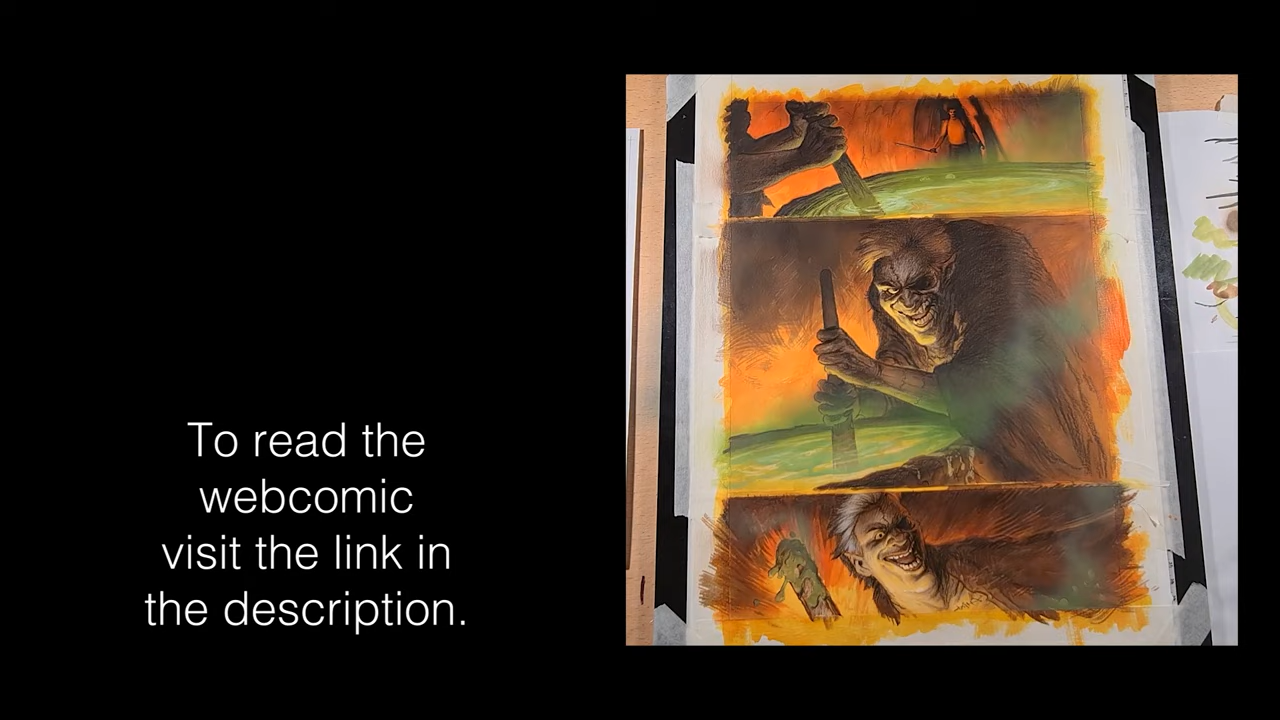 To read the
webcomic
visit the link in
the description.